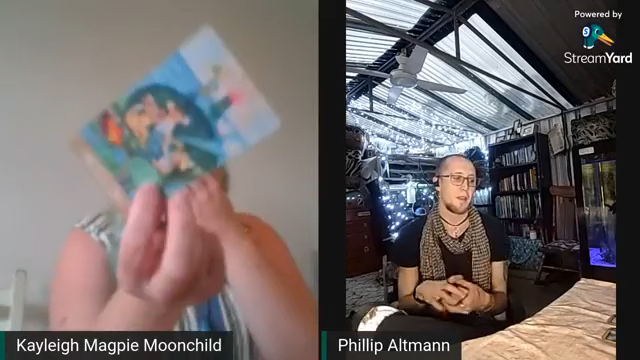 Powered by
StreamYard
Kayleigh Magpie Moonchild
Phillip Altmann